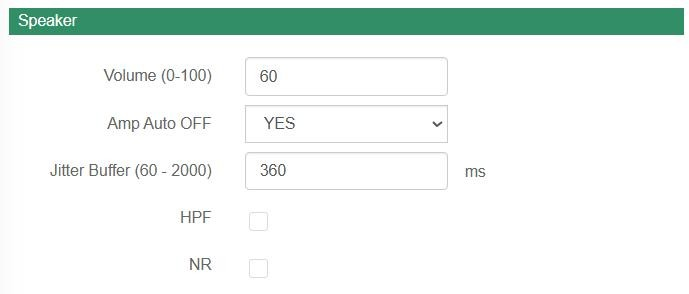 Speaker
Volume (0-100) 60
Amp Auto OFF YES
Jitter Buffer (60 - 2000) 360 ms
HPF
NR